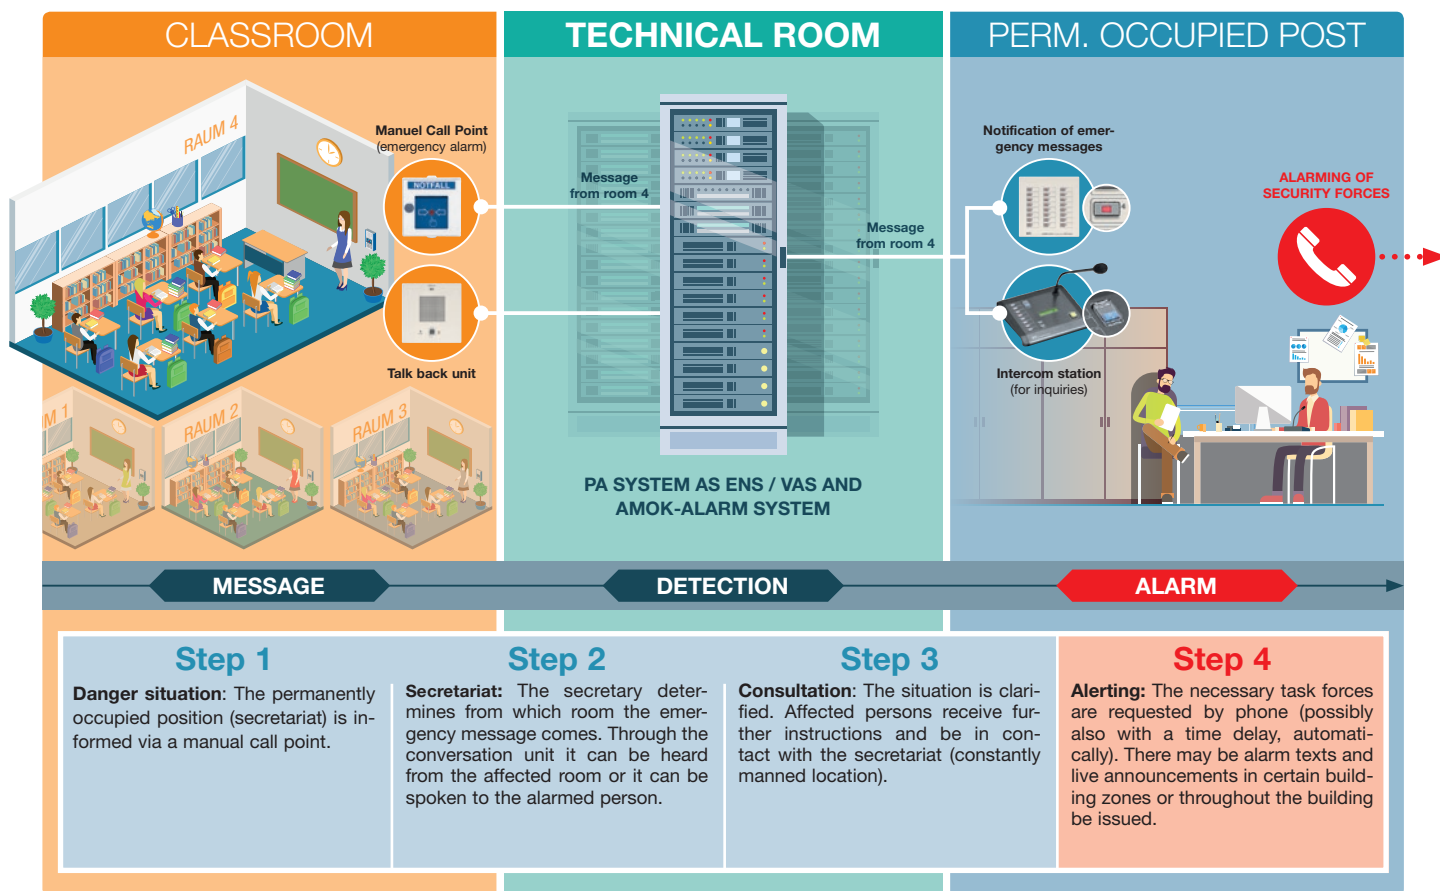 CLASSROOM
TECHNICAL ROOM
PERM. OCCUPIED POST
RAUM 4
Manuel Call Point
(emergency alarm)
NOTFALL
Talk back unit
M 1
RAUM 2
RAUM 3
Message
from room 4
Message
from room 4
PA SYSTEM AS ENS / VAS AND
AMOK-ALARM SYSTEM
Notification of emer-
gency messages
Intercom station
(for inquiries)
ALARMING OF
SECURITY FORCES
MESSAGE
DETECTION
ALARM
Step 1
Danger situation: The permanently
occupied position (secretariat) is in-
formed via a manual call point.
Step 2
Secretariat: The secretary deter-
mines from which room the emer-
gency message comes. Through the
conversation unit it can be heard
from the affected room or it can be
spoken to the alarmed person.
Step 3
Consultation: The situation is clari-
fied. Affected persons receive fur-
ther instructions and be in con-
tact with the secretariat (constantly
manned location).
Step 4
Alerting: The necessary task forces
are requested by phone (possibly
also with a time delay, automati-
cally). There may be alarm texts and
live announcements in certain build-
ing zones or throughout the building
be issued.